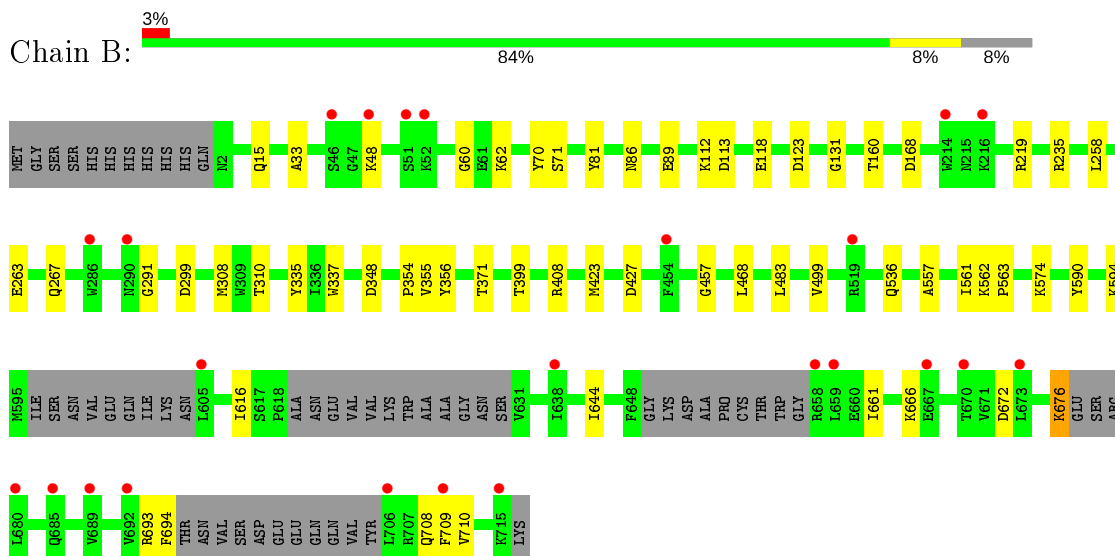 3%
Chain B:
84% 8% 8%
MET GLY SER SER HIS HIS HIS HIS HIS HIS GLN N2 Q15 A33 S46 G47 K48 S51 K52 G60 E61 K62 Y70 S71 Y81 N86 E89 K112 D113 E118 D123 G131 T160 D168 W214 N215 K216 R219 R235 L258
E263 Q267 W286 N290 G291 D299 M308 W309 T310 Y335 I336 W337 D348 P354 V355 Y356 T371 T399 R408 M423 D427 F454 G457 L468 L483 V499 R519 Q536 A557 I561 K562 P563 K574 Y590 K594
M595 ILE SER ASN VAL GLU GLN ILE LYS ASN L605 I616 S617 P618 ALA ASN GLU VAL VAL LYS TRP ALA ALA GLY ASN SER V631 I638 I644 F648 GLY LYS ASP ALA PRO CYS THR TRP GLY R658 L659 E660 I661 K666 E667 T670 V671 D672 L673 K676 GLU SER ARG
L680 Q685 V689 V692 R693 F694 THR ASN VAL SER ASP GLU GLU GLN GLN VAL TYR L706 R707 Q708 F709 V710 K715 LYS